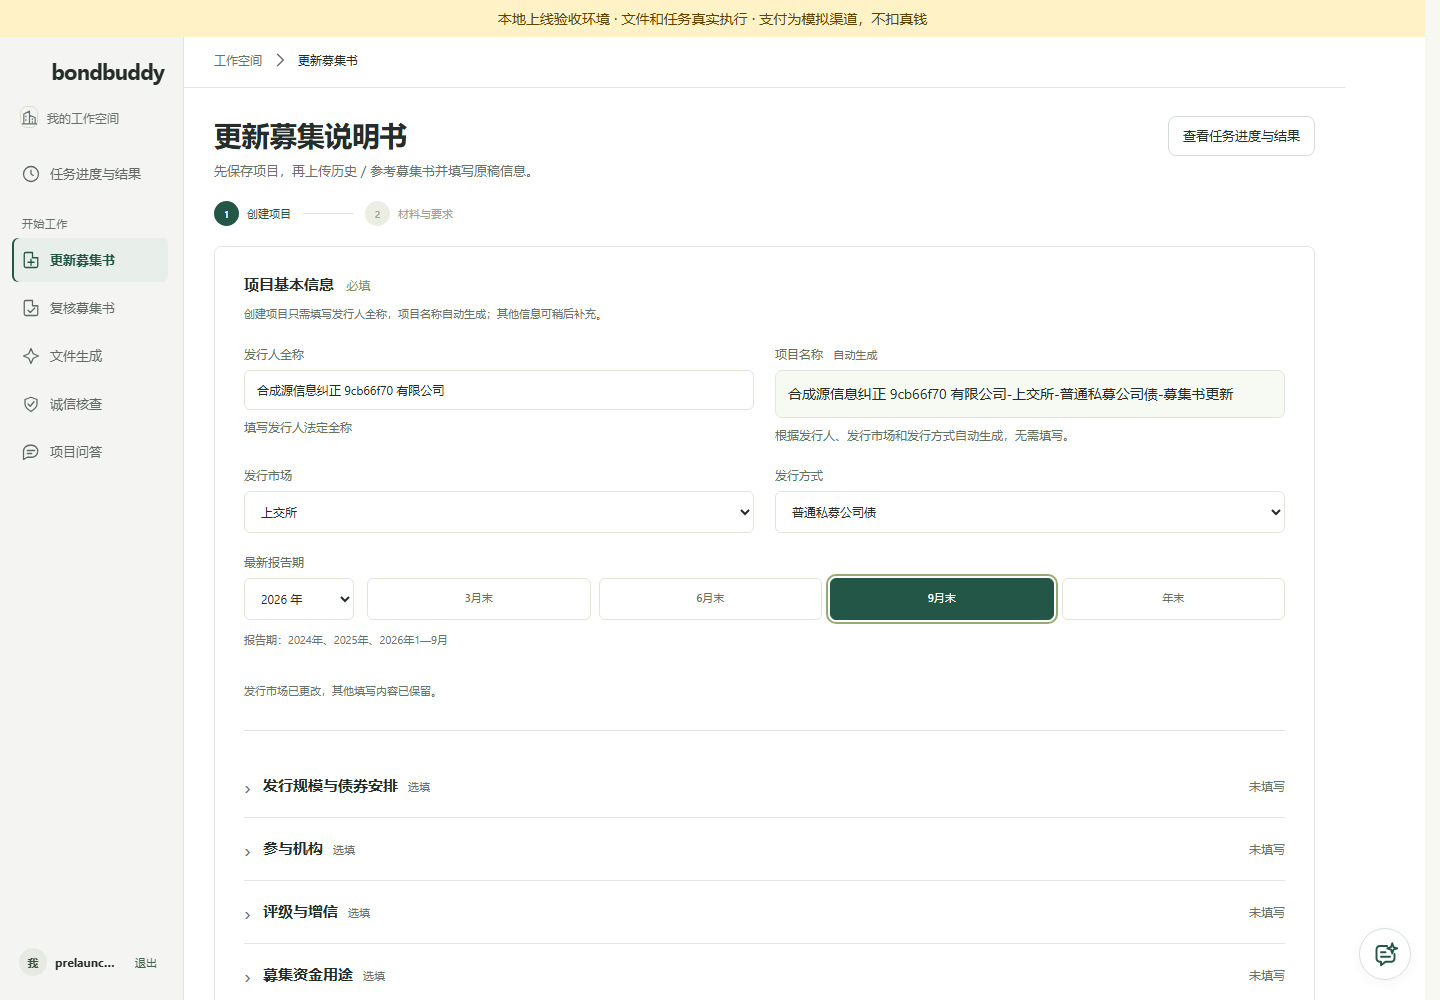 本地上线验收环境 · 文件和任务真实执行 · 支付为模拟渠道，不扣真钱
bondbuddy
我的工作空间
任务进度与结果
开始工作
更新募集书
复核募集书
文件生成
诚信核查
项目问答
我 prelaunc... 退出
工作空间 更新募集书
更新募集说明书
查看任务进度与结果
先保存项目，再上传历史 / 参考募集书并填写原稿信息。
1 创建项目 2 材料与要求
项目基本信息 必填
创建项目只需填写发行人全称，项目名称自动生成；其他信息可稍后补充。
发行人全称
合成源信息纠正 9cb66f70 有限公司
填写发行人法定全称
项目名称 自动生成
合成源信息纠正 9cb66f70 有限公司-上交所-普通私募公司债-募集书更新
根据发行人、发行市场和发行方式自动生成，无需填写。
发行市场
上交所
发行方式
普通私募公司债
最新报告期
2026 年 3月末 6月末 9月末 年末
报告期：2024年、2025年、2026年1—9月
发行市场已更改，其他填写内容已保留。
发行规模与债券安排 选填 未填写
参与机构 选填 未填写
评级与增信 选填 未填写
募集资金用途 选填 未填写